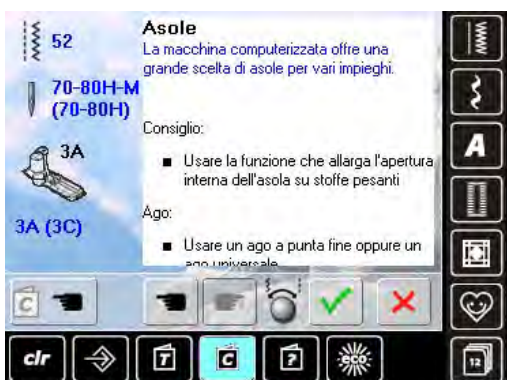 52
70-80H-M
(70-80H)
3A
3A (3C)
Asole
La macchina computerizzata offre una
grande scelta di asole per vari impieghi.
Consiglio:
■ Usare la funzione che allarga l'apertura
interna dell'asola su stoffe pesanti
Ago:
■ Usare un ago a punta fine oppure un
ago universale
A
C
clr
T
C
?
eco
12